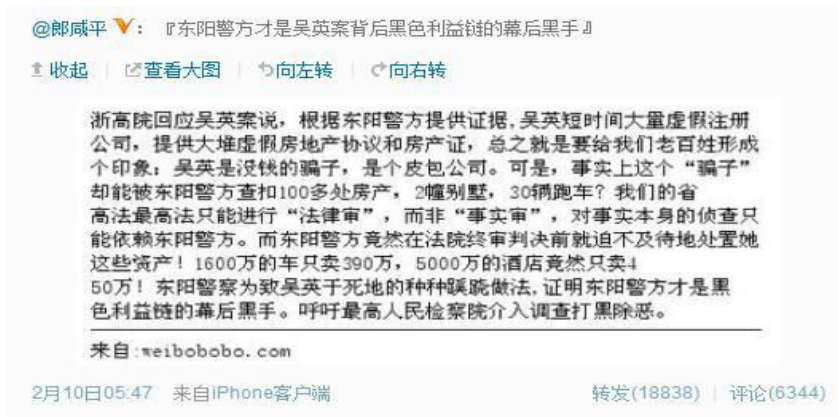 @郎咸平 V：『东阳警方才是吴英案背后黑色利益链的幕后黑手』
收起 | 查看大图 | 向左转 | 向右转
浙高院回应吴英案说，根据东阳警方提供证据,吴英短时间大量虚假注册
公司，提供大堆虚假房地产协议和房产证，总之就是要给我们老百姓形成
个印象：吴英是没钱的骗子，是个皮包公司。可是，事实上这个“骗子”
却能被东阳警方查扣100多处房产，2幢别墅，30辆跑车？我们的省
高法最高法只能进行“法律审”，而非“事实审”，对事实本身的侦查只
能依赖东阳警方。而东阳警方竟然在法院终审判决前就迫不及待地处置她
这些资产！1600万的车只卖390万，5000万的酒店竟然只卖4
50万！东阳警察为致吴英于死地的种种蹊跷做法,证明东阳警方才是黑
色利益链的幕后黑手。呼吁最高人民检察院介入调查打黑除恶。
来自:weibobobo.com
2月10日05:47 来自iPhone客户端 转发(18838) | 评论(6344)